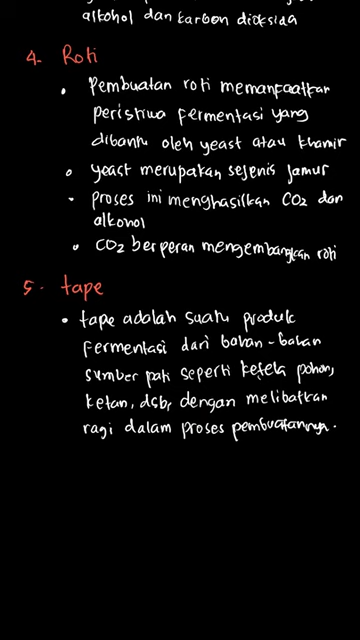 alkohol dan karbon dioksida
4. Roti
• Pembuatan roti memanfaatkan
peristiwa fermentasi yang
dibantu oleh yeast atau khamir
• yeast merupakan sejenis jamur
• proses ini menghasilkan CO2 dan
alkohol
• CO2 berperan mengembangkan roti
5. tape
• tape adalah suatu produk
fermentasi dari bahan-bahan
sumber pati seperti ketela pohon,
ketan, dsb, dengan melibatkan
ragi dalam proses pembuatannya.